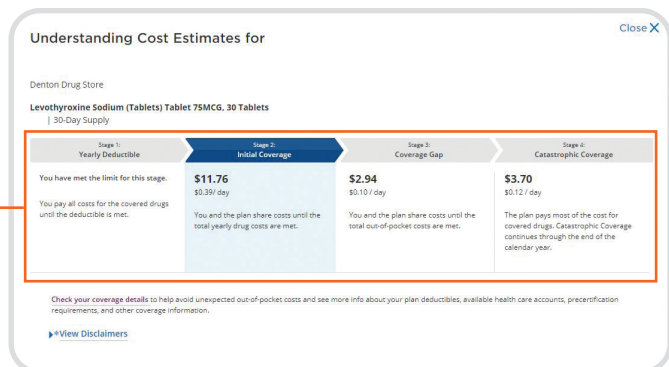 Close X
Understanding Cost Estimates for
Denton Drug Store
Levothyroxine Sodium (Tablets) Tablet 75MCG, 30 Tablets
| 30-Day Supply
Stage 1:
Yearly Deductible
Stage 2:
Initial Coverage
Stage 3:
Coverage Gap
Stage 4:
Catastrophic Coverage
You have met the limit for this stage.
You pay all costs for the covered drugs
until the deductible is met.
$11.76
$0.39/ day
You and the plan share costs until the
total yearly drug costs are met.
$2.94
$0.10 / day
You and the plan share costs until the
total out-of-pocket costs are met.
$3.70
$0.12 / day
The plan pays most of the cost for
covered drugs. Catastrophic Coverage
continues through the end of the
calendar year.
Check your coverage details to help avoid unexpected out-of-pocket costs and see more info about your plan deductibles, available health care accounts, precertification
requirements, and other coverage information.
*View Disclaimers